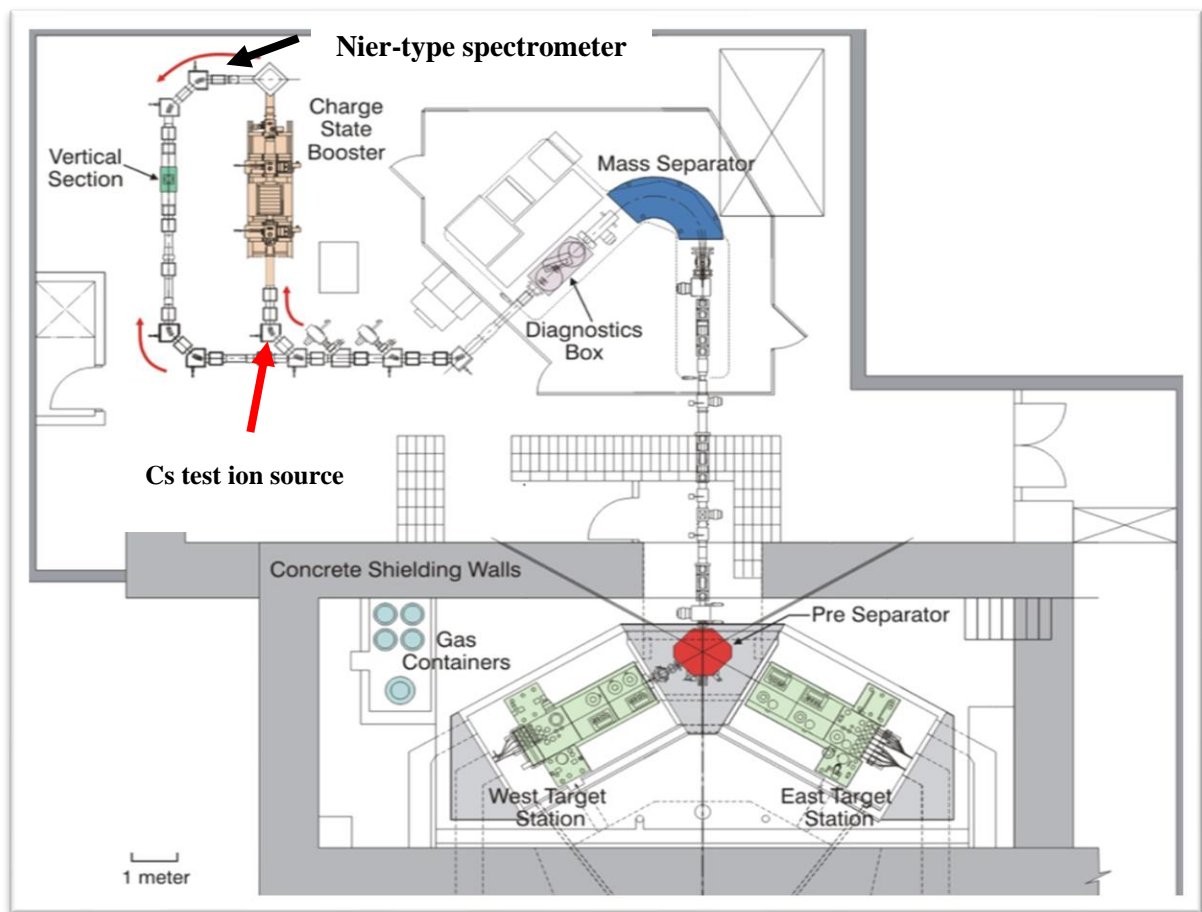 Nier-type spectrometer
Charge
State
Booster
Vertical
Section
Mass Separator
Diagnostics
Box
Cs test ion source
Concrete Shielding Walls
Pre Separator
Gas
Containers
West Target
Station
East Target
Station
1 meter